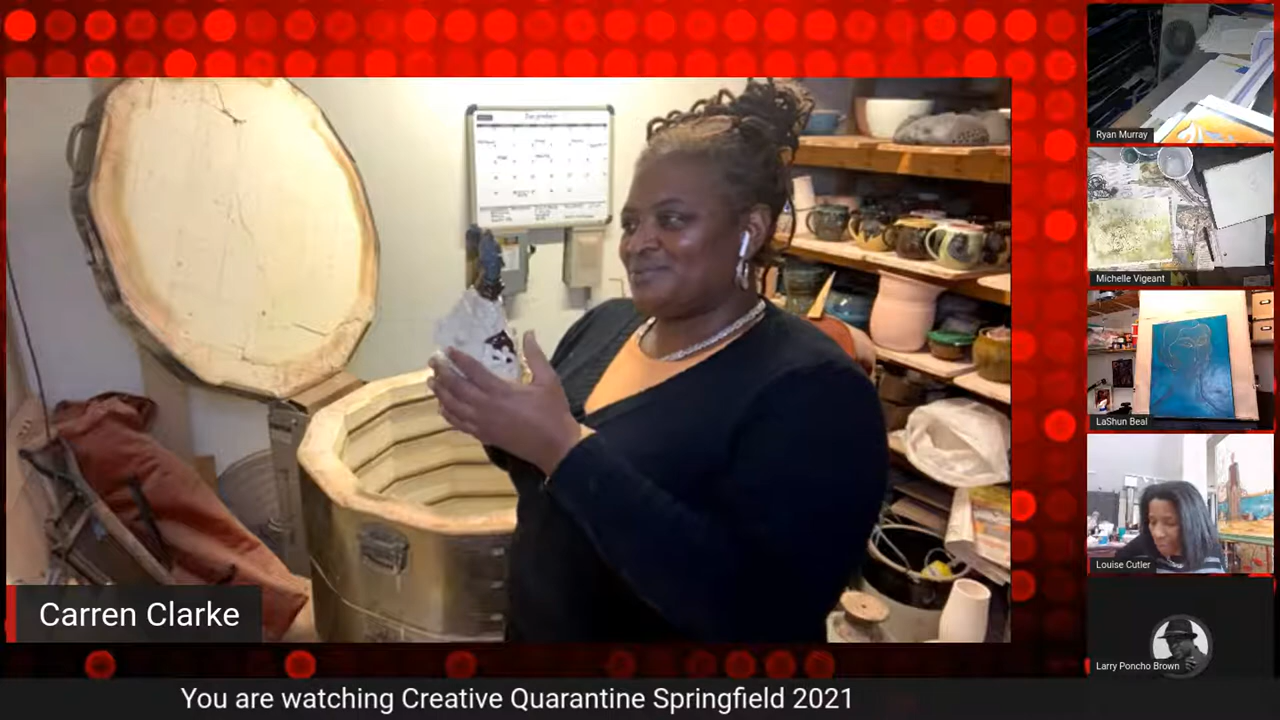 Ryan Murray
Michelle Vigeant
LaShun Beal
Louise Cutler
Larry Poncho Brown
Carren Clarke
You are watching Creative Quarantine Springfield 2021